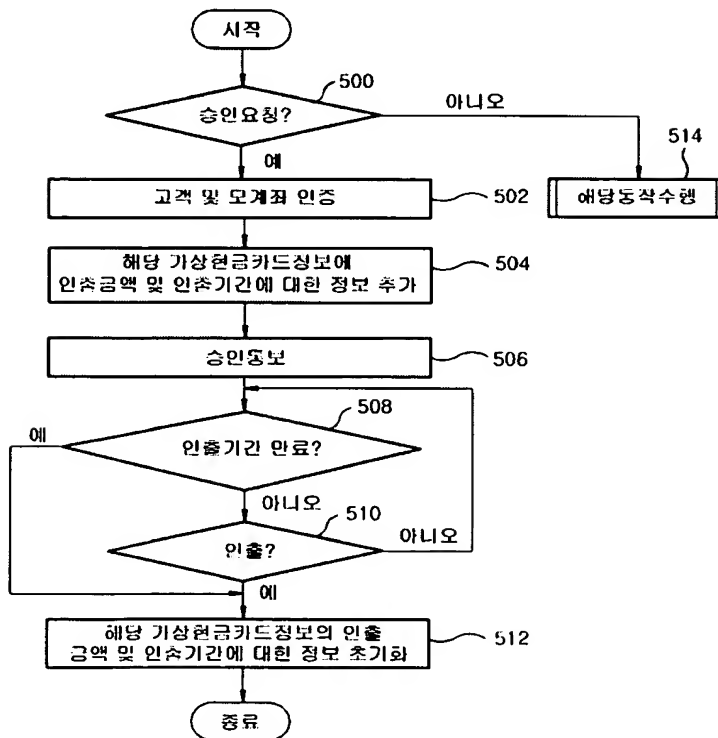 시작
500
승인요청?
아니오
예
514
고객 및 모계좌 인증
502
해당동작수행
해당 가상현금카드정보에
인출금액 및 인출기간에 대한 정보 추가
504
승인통보
506
508
예
인출기간 만료?
아니오
510
아니오
인출?
예
해당 가상현금카드정보의 인출
금액 및 인출기간에 대한 정보 초기화
512
종료